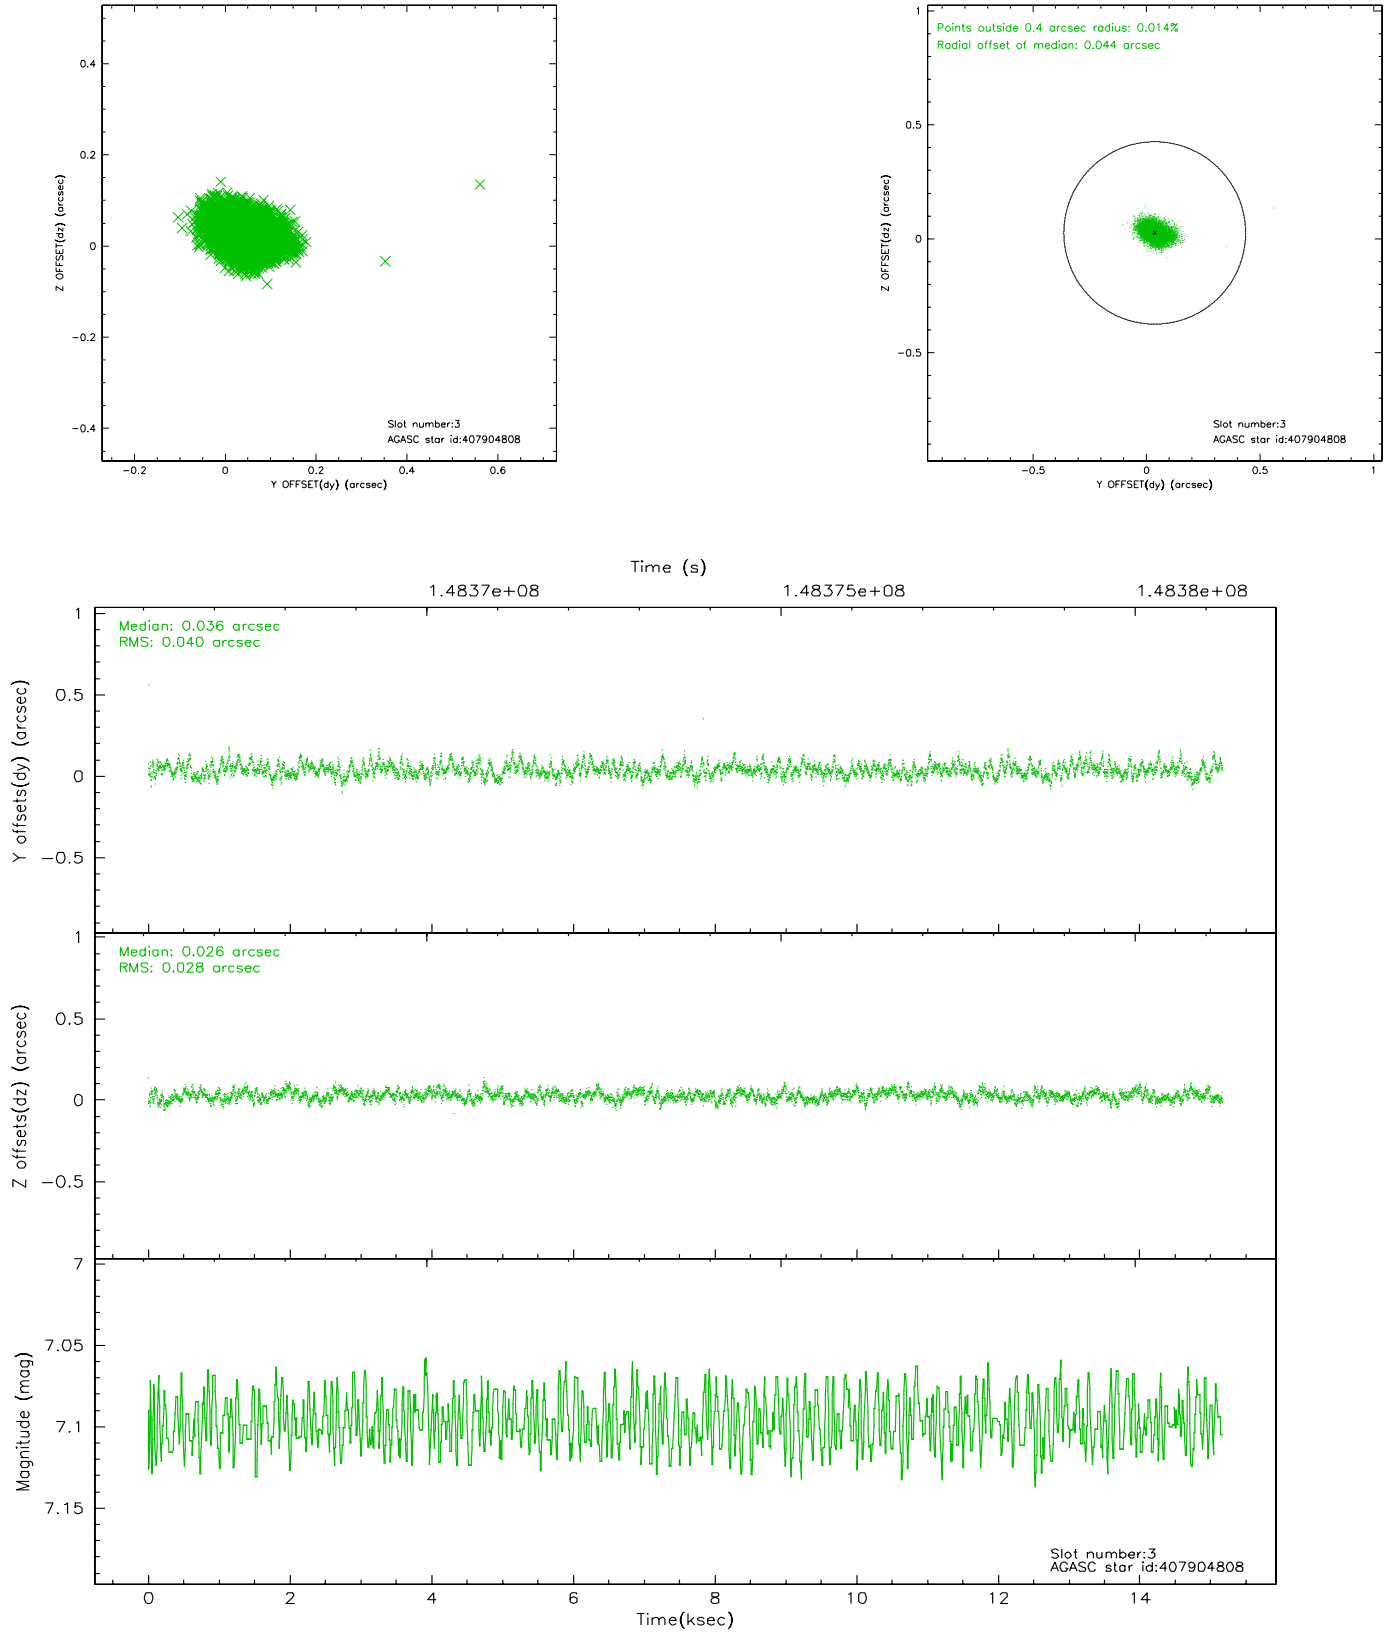 0.4
0.2
0
−0.2
−0.4
Z OFFSET(dz) (arcsec)
−0.2 0 0.2 0.4 0.6
Y OFFSET(dy) (arcsec)
Slot number:3
AGASC star id:407904808
Points outside 0.4 arcsec radius: 0.014%
Radial offset of median: 0.044 arcsec
1
0.5
0
−0.5
Z OFFSET(dz) (arcsec)
−0.5 0 0.5 1
Y OFFSET(dy) (arcsec)
Slot number:3
AGASC star id:407904808
Time (s)
1.4837e+08 1.48375e+08 1.4838e+08
Median: 0.036 arcsec
RMS: 0.040 arcsec
1
0.5
0
−0.5
Y offsets(dy) (arcsec)
Median: 0.026 arcsec
RMS: 0.028 arcsec
1
0.5
0
−0.5
Z offsets(dz) (arcsec)
7
7.05
7.1
7.15
Magnitude (mag)
Slot number:3
AGASC star id:407904808
0 2 4 6 8 10 12 14
Time(ksec)